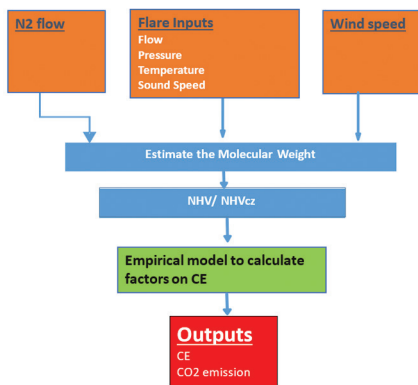 N2 flow
Flare Inputs
Flow
Pressure
Temperature
Sound Speed
Wind speed
Estimate the Molecular Weight
NHV/ NHVcz
Empirical model to calculate
factors on CE
Outputs
CE
CO2 emission